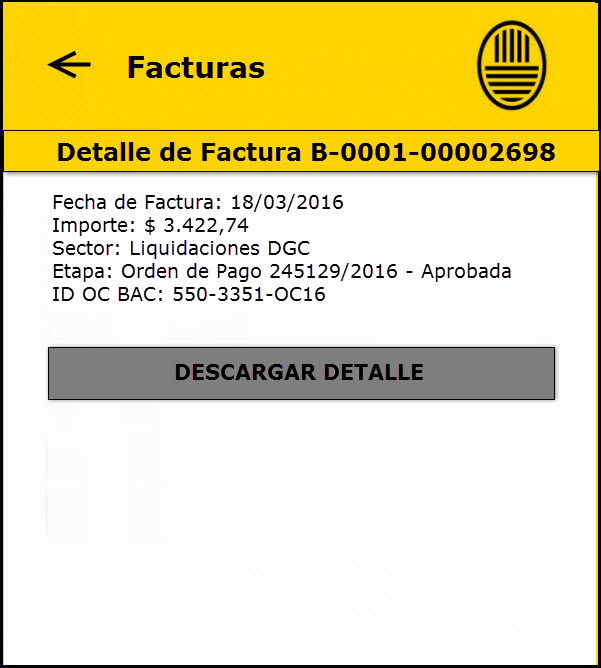 Facturas
Detalle de Factura B-0001-00002698
Fecha de Factura: 18/03/2016
Importe: $ 3.422,74
Sector: Liquidaciones DGC
Etapa: Orden de Pago 245129/2016 - Aprobada
ID OC BAC: 550-3351-OC16
DESCARGAR DETALLE